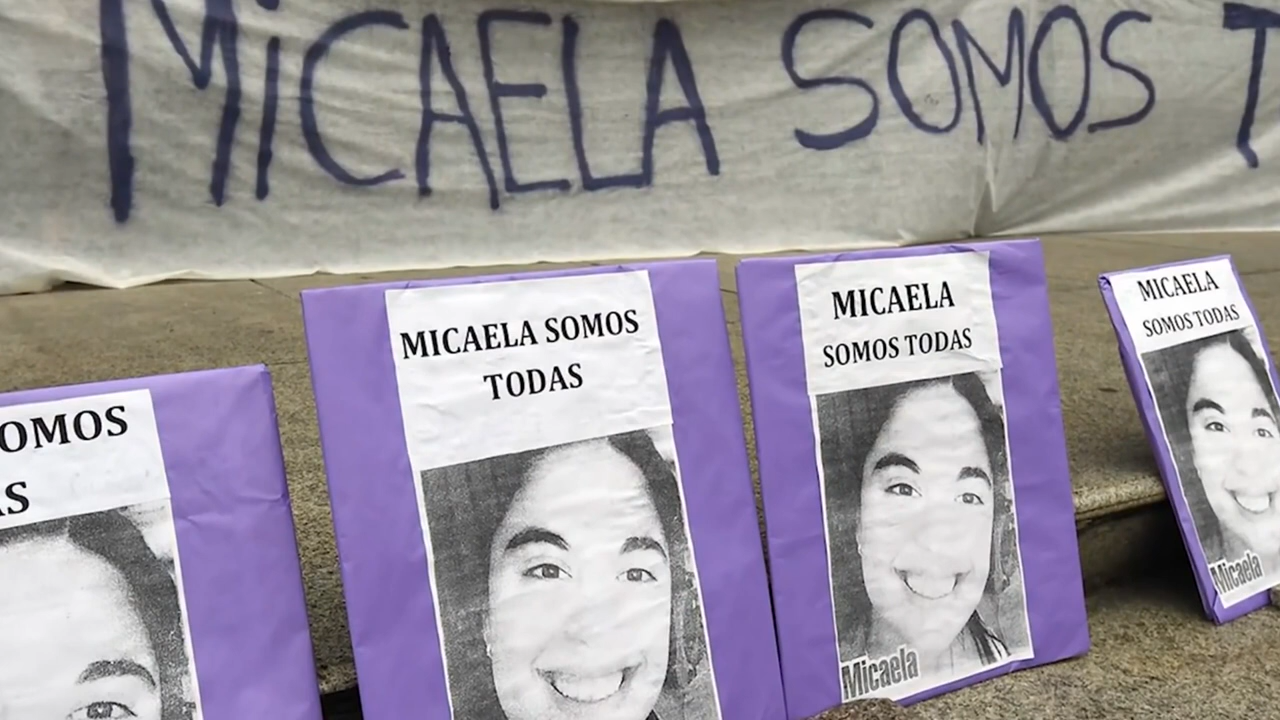 MiCAELA SOMOS T
OMOS
AS
MICAELA SOMOS
TODAS
MICAELA
SOMOS TODAS
Micaela
MICAELA
SOMOS TODAS
Micaela